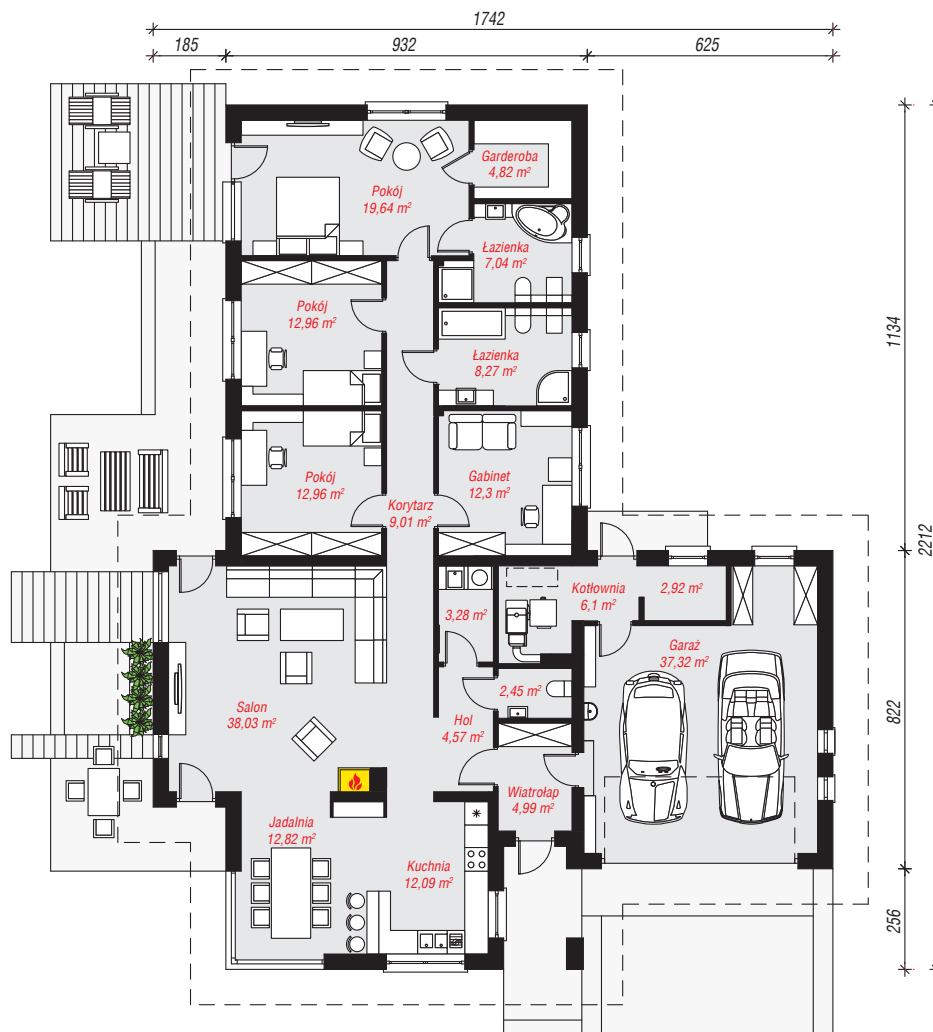 1742
185
932
625
Garderoba
4,82 m²
Pokój
19,64 m²
Łazienka
7,04 m²
Pokój
12,96 m²
1134
Łazienka
8,27 m²
Pokój
12,96 m²
Gabinet
12,3 m²
Korytarz
9,01 m²
2212
Kotłownia
6,1 m²
2,92 m²
3,28 m²
Garaż
37,32 m²
2,45 m²
Salon
38,03 m²
Hol
4,57 m²
822
Wiatrołap
4,99 m²
Jadalnia
12,82 m²
Kuchnia
12,09 m²
256